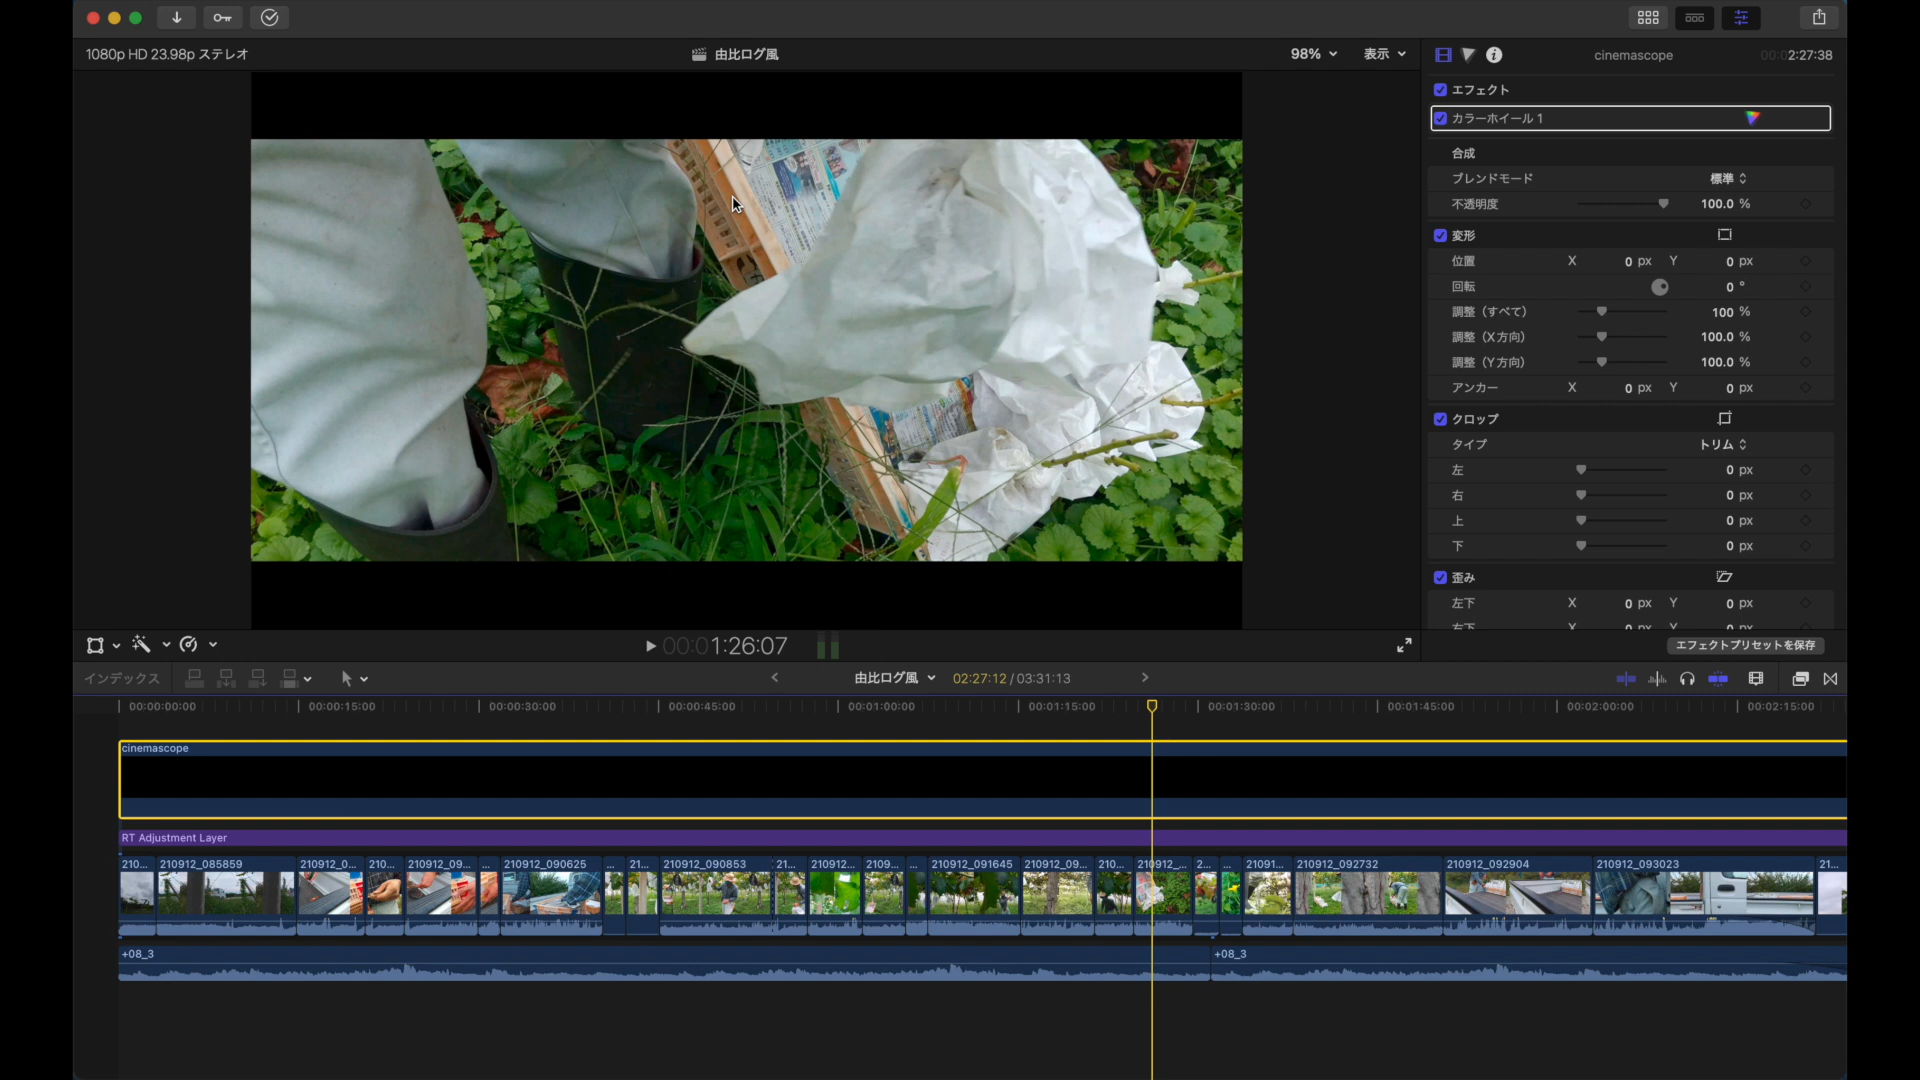 1080p HD 23.98p ステレオ
由比ログ風
98%
表示
cinemascope
00:02:27:38
エフェクト
カラーホイール 1
合成
ブレンドモード
標準
不透明度
100.0 %
変形
位置
X
0 px
Y
0 px
回転
0 °
調整（すべて）
100 %
調整（X方向）
100.0 %
調整（Y方向）
100.0 %
アンカー
X
0 px
Y
0 px
クロップ
タイプ
トリム
左
0 px
右
0 px
上
0 px
下
0 px
歪み
左下
X
0 px
Y
0 px
右下
X
0 px
Y
0 px
00:01:26:07
エフェクトプリセットを保存
インデックス
由比ログ風
02:27:12 / 03:31:13
00:00:00:00
00:00:15:00
00:00:30:00
00:00:45:00
00:01:00:00
00:01:15:00
00:01:30:00
00:01:45:00
00:02:00:00
00:02:15:00
cinemascope
RT Adjustment Layer
210...
210912_085859
210912_0...
210...
210912_09...
...
210912_090625
...
21...
210912_090853
21...
210912...
2109...
...
210912_091645
210912_09...
210...
210912_...
2...
...
21091...
210912_092732
210912_092904
210912_093023
21...
+08_3
+08_3